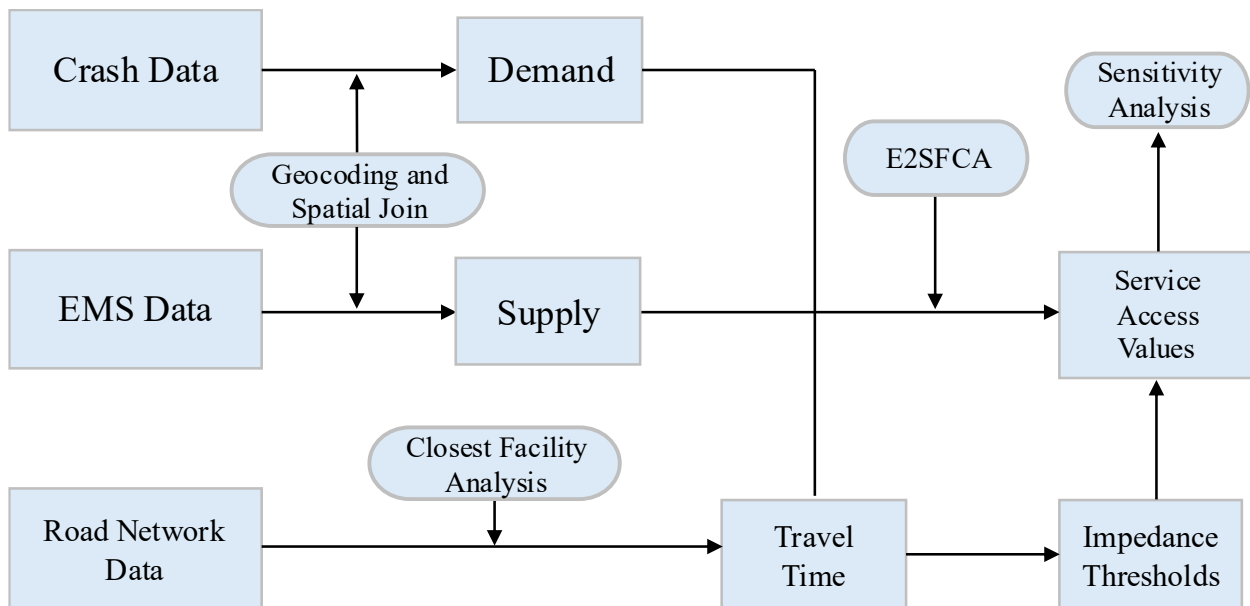 Crash Data
Demand
Sensitivity
Analysis
E2SFCA
Geocoding and
Spatial Join
EMS Data
Supply
Service
Access
Values
Closest Facility
Analysis
Road Network
Data
Travel
Time
Impedance
Thresholds